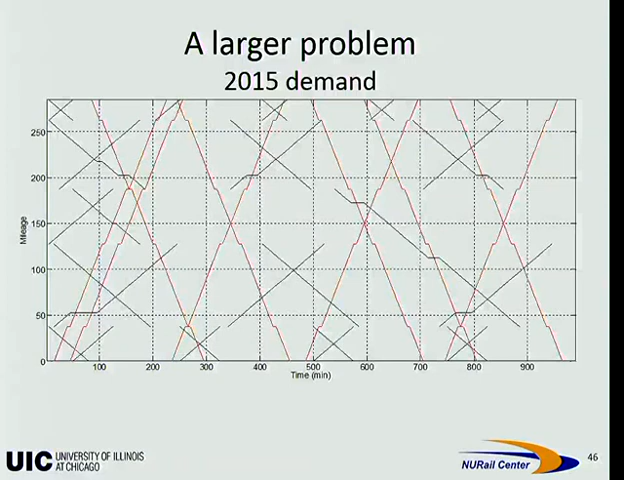 A larger problem
2015 demand
250
200
150
100
50
0
Mileage
100 200 300 400 500 600 700 800 900
Time (min)
UIC UNIVERSITY OF ILLINOIS
AT CHICAGO
NURail Center
46